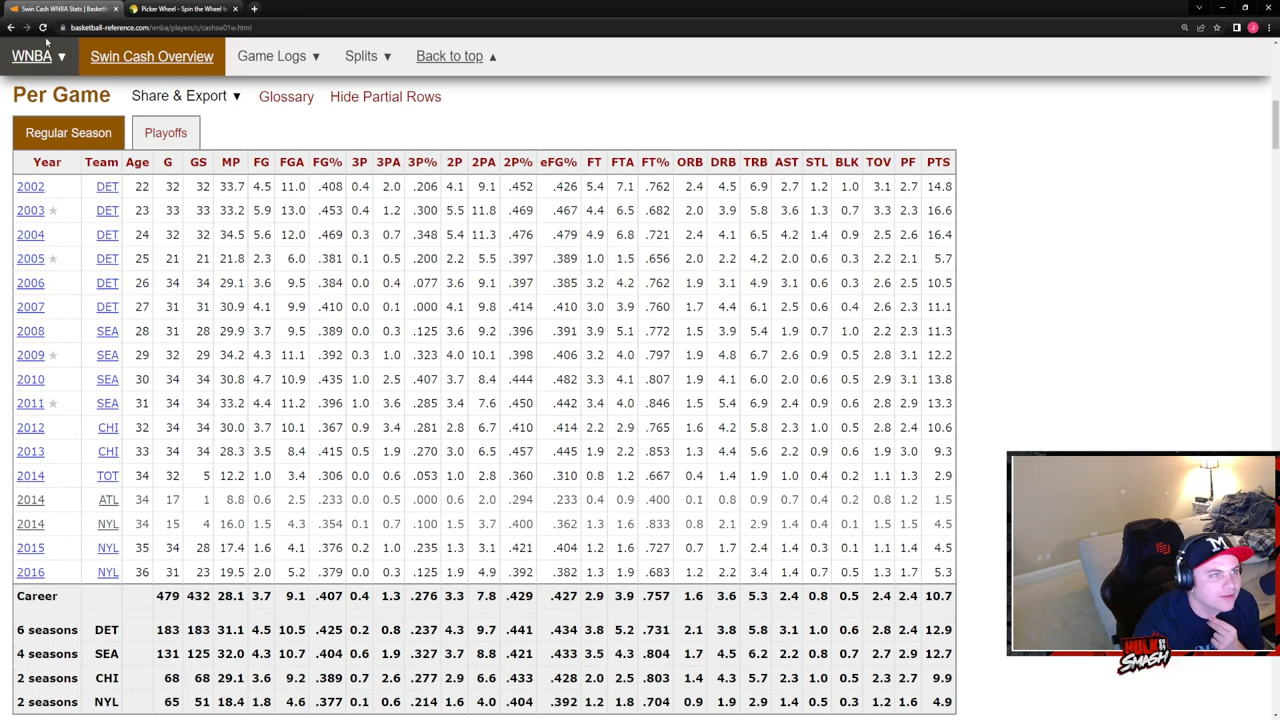 Swin Cash WNBA Stats | Basketb
Picker Wheel - Spin the Wheel to
basketball-reference.com/wnba/players/c/cashsw01w.html
WNBA ▼ Swin Cash Overview Game Logs ▼ Splits ▼ Back to top ▲
Per Game Share & Export ▼ Glossary Hide Partial Rows
Regular Season Playoffs
Year Team Age G GS MP FG FGA FG% 3P 3PA 3P% 2P 2PA 2P% eFG% FT FTA FT% ORB DRB TRB AST STL BLK TOV PF PTS
2002 DET 22 32 32 33.7 4.5 11.0 .408 0.4 2.0 .206 4.1 9.1 .452 .426 5.4 7.1 .762 2.4 4.5 6.9 2.7 1.2 1.0 3.1 2.7 14.8
2003 ★ DET 23 33 33 33.2 5.9 13.0 .453 0.4 1.2 .300 5.5 11.8 .469 .467 4.4 6.5 .682 2.0 3.9 5.8 3.6 1.3 0.7 3.3 2.3 16.6
2004 DET 24 32 32 34.5 5.6 12.0 .469 0.3 0.7 .348 5.4 11.3 .476 .479 4.9 6.8 .721 2.4 4.1 6.5 4.2 1.4 0.9 2.5 2.6 16.4
2005 ★ DET 25 21 21 21.8 2.3 6.0 .381 0.1 0.5 .200 2.2 5.5 .397 .389 1.0 1.5 .656 2.0 2.2 4.2 2.0 0.6 0.3 2.2 2.1 5.7
2006 DET 26 34 34 29.1 3.6 9.5 .384 0.0 0.4 .077 3.6 9.1 .397 .385 3.2 4.2 .762 1.9 3.1 4.9 3.1 0.6 0.3 2.6 2.5 10.5
2007 DET 27 31 31 30.9 4.1 9.9 .410 0.0 0.1 .000 4.1 9.8 .414 .410 3.0 3.9 .760 1.7 4.4 6.1 2.5 0.6 0.4 2.6 2.3 11.1
2008 SEA 28 31 28 29.9 3.7 9.5 .389 0.0 0.3 .125 3.6 9.2 .396 .391 3.9 5.1 .772 1.5 3.9 5.4 1.9 0.7 1.0 2.2 2.8 11.3
2009 ★ SEA 29 32 29 34.2 4.3 11.1 .392 0.3 1.0 .323 4.0 10.1 .398 .406 3.2 4.0 .797 1.9 4.8 6.7 2.6 0.9 0.5 2.8 3.1 12.2
2010 SEA 30 34 34 30.8 4.7 10.9 .435 1.0 2.5 .407 3.7 8.4 .444 .482 3.3 4.1 .807 1.9 4.1 6.0 2.0 0.6 0.5 2.9 3.1 13.8
2011 ★ SEA 31 34 34 33.2 4.4 11.2 .396 1.0 3.6 .285 3.4 7.6 .450 .442 3.4 4.0 .846 1.5 5.4 6.9 2.4 0.9 0.6 2.8 2.9 13.3
2012 CHI 32 34 34 30.0 3.7 10.1 .367 0.9 3.4 .281 2.8 6.7 .410 .414 2.2 2.9 .765 1.6 4.2 5.8 2.3 1.0 0.5 2.8 2.4 10.6
2013 CHI 33 34 34 28.3 3.5 8.4 .415 0.5 1.9 .270 3.0 6.5 .457 .445 1.9 2.2 .853 1.3 4.4 5.6 2.2 0.9 0.6 1.9 3.0 9.3
2014 TOT 34 32 5 12.2 1.0 3.4 .306 0.0 0.6 .053 1.0 2.8 .360 .310 0.8 1.2 .667 0.4 1.4 1.9 1.0 0.4 0.2 1.1 1.3 2.9
2014 ATL 34 17 1 8.8 0.6 2.5 .233 0.0 0.5 .000 0.6 2.0 .294 .233 0.4 0.9 .400 0.1 0.8 0.9 0.7 0.4 0.2 0.8 1.2 1.5
2014 NYL 34 15 4 16.0 1.5 4.3 .354 0.1 0.7 .100 1.5 3.7 .400 .362 1.3 1.6 .833 0.8 2.1 2.9 1.4 0.4 0.1 1.5 1.5 4.5
2015 NYL 35 34 28 17.4 1.6 4.1 .376 0.2 1.0 .235 1.3 3.1 .421 .404 1.2 1.6 .727 0.7 1.7 2.4 1.4 0.3 0.1 1.1 1.4 4.5
2016 NYL 36 31 23 19.5 2.0 5.2 .379 0.0 0.3 .125 1.9 4.9 .392 .382 1.3 1.9 .683 1.2 2.2 3.4 1.4 0.7 0.5 1.3 1.7 5.3
Career 479 432 28.1 3.7 9.1 .407 0.4 1.3 .276 3.3 7.8 .429 .427 2.9 3.9 .757 1.6 3.6 5.3 2.4 0.8 0.5 2.4 2.4 10.7
6 seasons DET 183 183 31.1 4.5 10.5 .425 0.2 0.8 .237 4.3 9.7 .441 .434 3.8 5.2 .731 2.1 3.8 5.8 3.1 1.0 0.6 2.8 2.4 12.9
4 seasons SEA 131 125 32.0 4.3 10.7 .404 0.6 1.9 .327 3.7 8.8 .421 .433 3.5 4.3 .804 1.7 4.5 6.2 2.2 0.8 0.7 2.7 2.9 12.7
2 seasons CHI 68 68 29.1 3.6 9.2 .389 0.7 2.6 .277 2.9 6.6 .433 .428 2.0 2.5 .803 1.4 4.3 5.7 2.3 1.0 0.5 2.3 2.7 9.9
2 seasons NYL 65 51 18.4 1.8 4.6 .377 0.1 0.6 .214 1.6 4.0 .404 .392 1.2 1.8 .704 0.9 1.9 2.9 1.4 0.5 0.3 1.2 1.6 4.9
M
HULK
SMASH